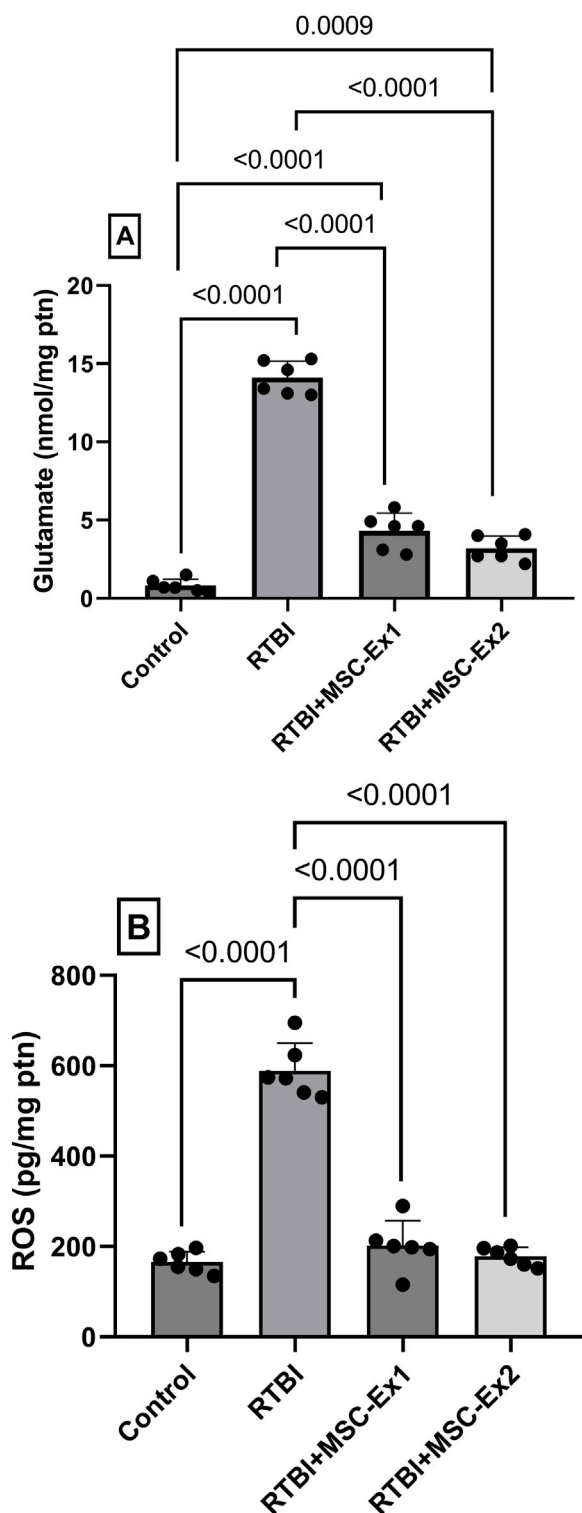 0.0009
<0.0001
<0.0001
<0.0001
<0.0001
A
Glutamate (nmol/mg ptn)
20
15
10
5
0
Control
RTBI
RTBI+MSC-Ex1
RTBI+MSC-Ex2
<0.0001
<0.0001
<0.0001
B
ROS (pg/mg ptn)
800
600
400
200
0
Control
RTBI
RTBI+MSC-Ex1
RTBI+MSC-Ex2